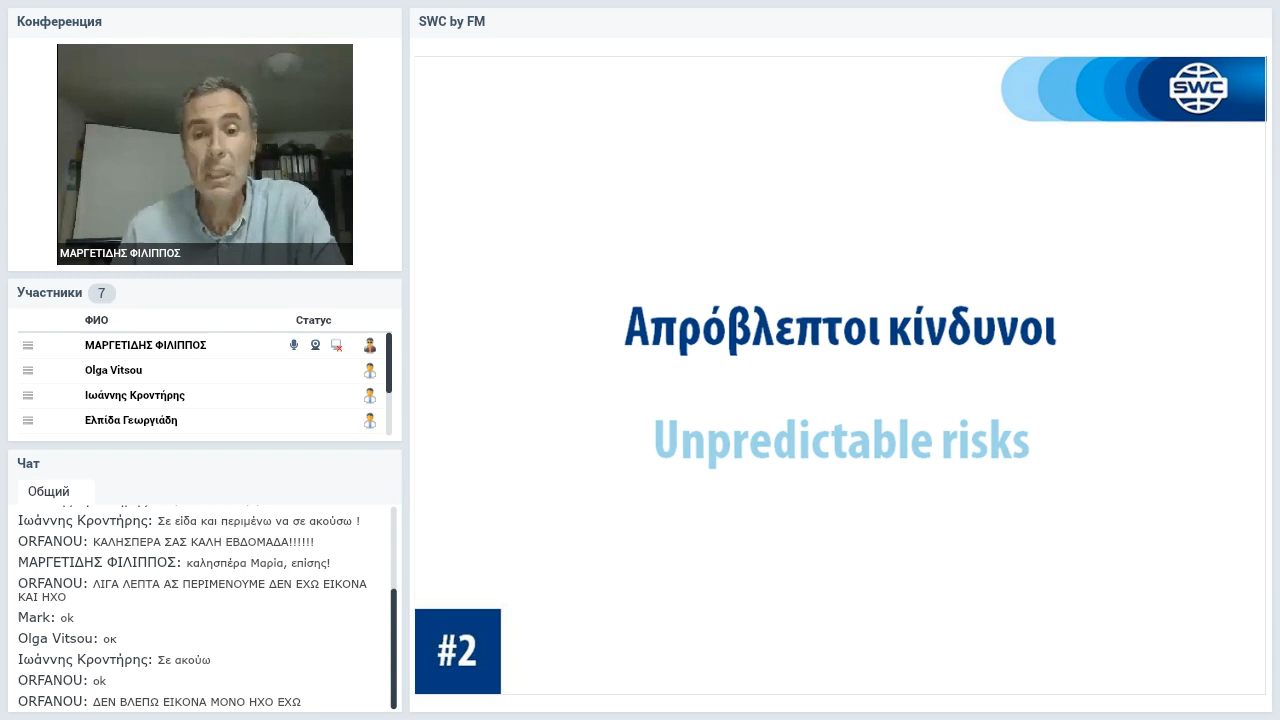 Конференция
ΜΑΡΓΕΤΙΔΗΣ ΦΙΛΙΠΠΟΣ
Участники 7
ФИО Статус
ΜΑΡΓΕΤΙΔΗΣ ΦΙΛΙΠΠΟΣ
Olga Vitsou
Ιωάννης Κροντήρης
Ελπίδα Γεωργιάδη
Чат
Общий
Ιωάννης Κροντήρης: Σε είδα και περιμένω να σε ακούσω !
ORFANOU: ΚΑΛΗΣΠΕΡΑ ΣΑΣ ΚΑΛΗ ΕΒΔΟΜΑΔΑ!!!!!!
ΜΑΡΓΕΤΙΔΗΣ ΦΙΛΙΠΠΟΣ: καλησπέρα Μαρία, επίσης!
ORFANOU: ΛΙΓΑ ΛΕΠΤΑ ΑΣ ΠΕΡΙΜΕΝΟΥΜΕ ΔΕΝ ΕΧΩ ΕΙΚΟΝΑ
ΚΑΙ ΗΧΟ
Mark: ok
Olga Vitsou: οκ
Ιωάννης Κροντήρης: Σε ακούω
ORFANOU: ok
ORFANOU: ΔΕΝ ΒΛΕΠΩ ΕΙΚΟΝΑ ΜΟΝΟ ΗΧΟ ΕΧΩ
SWC by FM
SWC
Απρόβλεπτοι κίνδυνοι
Unpredictable risks
#2